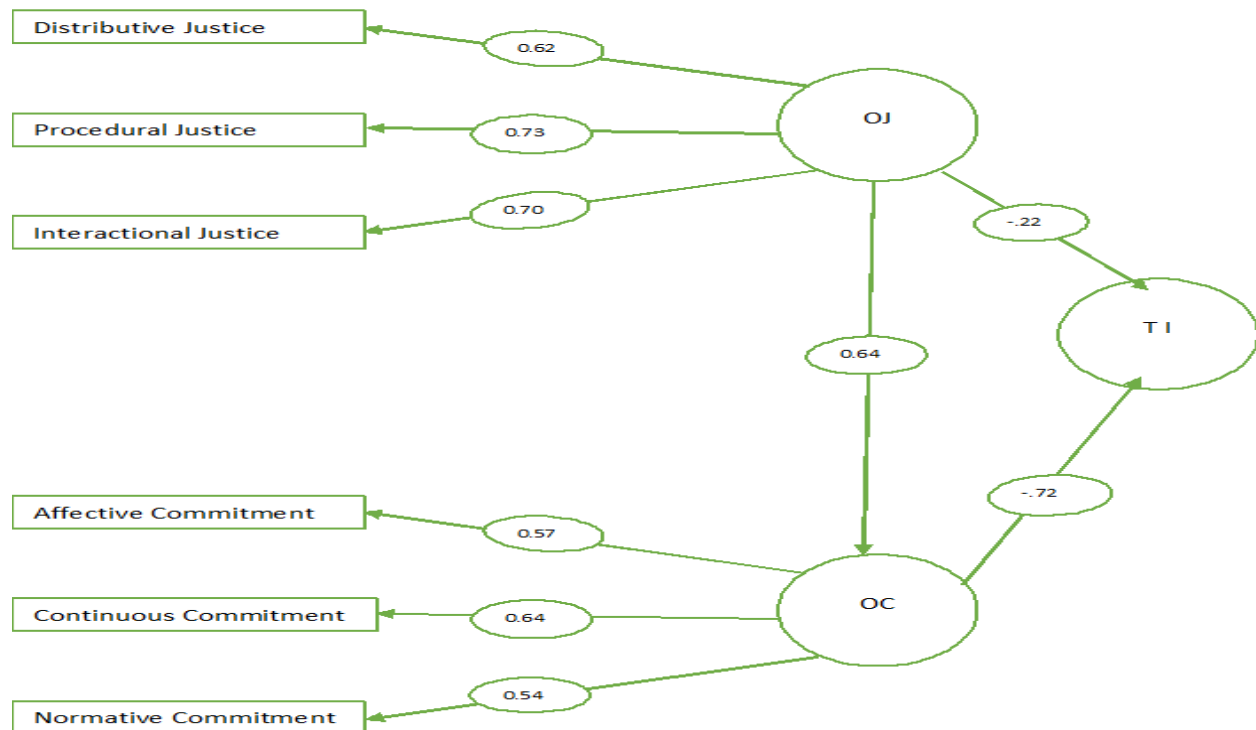 Distributive Justice
0.62
OJ
Procedural Justice
0.73
Interactional Justice
0.70
-.22
T I
0.64
Affective Commitment
0.57
-.72
Continuous Commitment
0.64
OC
Normative Commitment
0.54